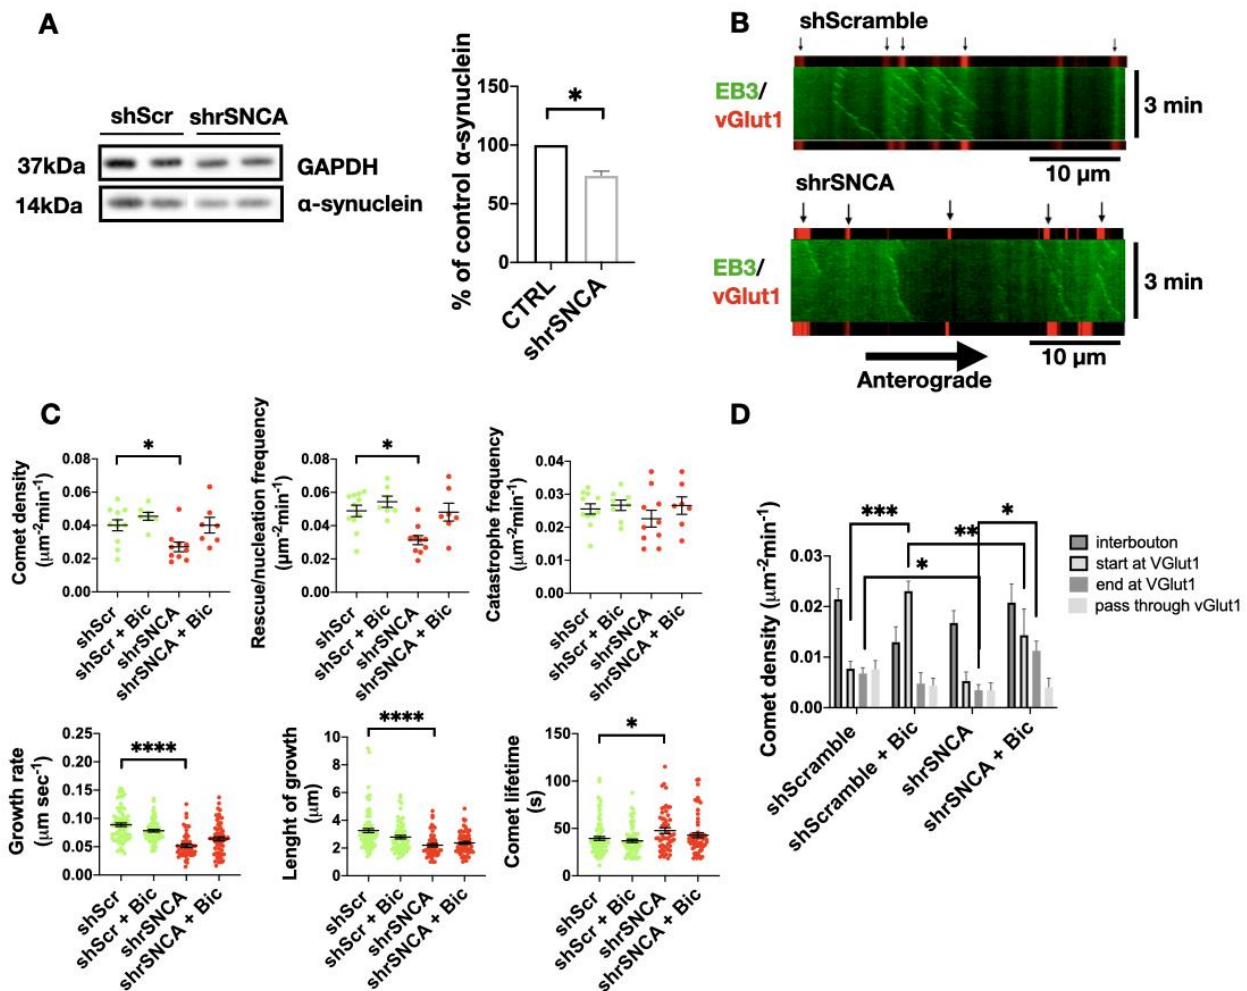 A
shScr shrSNCA
37kDa GAPDH
14kDa α-synuclein
% of control α-synuclein
150
100
50
0
*
CTRL
shrSNCA
B
shScramble
EB3/
vGlut1
3 min
10 μm
shrSNCA
EB3/
vGlut1
3 min
10 μm
Anterograde
C
Comet density
(μm-2min-1)
0.08
0.06
0.04
0.02
0.00
*
shScr
shScr + Bic
shrSNCA
shrSNCA + Bic
Rescue/nucleation frequency
(μm-2min-1)
0.08
0.06
0.04
0.02
0.00
*
shScr
shScr + Bic
shrSNCA
shrSNCA + Bic
Catastrophe frequency
(μm-2min-1)
0.04
0.03
0.02
0.01
0.00
shScr
shScr + Bic
shrSNCA
shrSNCA + Bic
Growth rate
(μm sec-1)
0.25
0.20
0.15
0.10
0.05
0.00
****
shScr
shScr + Bic
shrSNCA
shrSNCA + Bic
Lenght of growth
(μm)
10
8
6
4
2
0
****
shScr
shScr + Bic
shrSNCA
shrSNCA + Bic
Comet lifetime
(s)
150
100
50
0
*
shScr
shScr + Bic
shrSNCA
shrSNCA + Bic
D
Comet density (μm-2min-1)
0.03
0.02
0.01
0.00
***
**
*
*
interbouton
start at VGlut1
end at VGlut1
pass through vGlut1
shScramble
shScramble + Bic
shrSNCA
shrSNCA + Bic